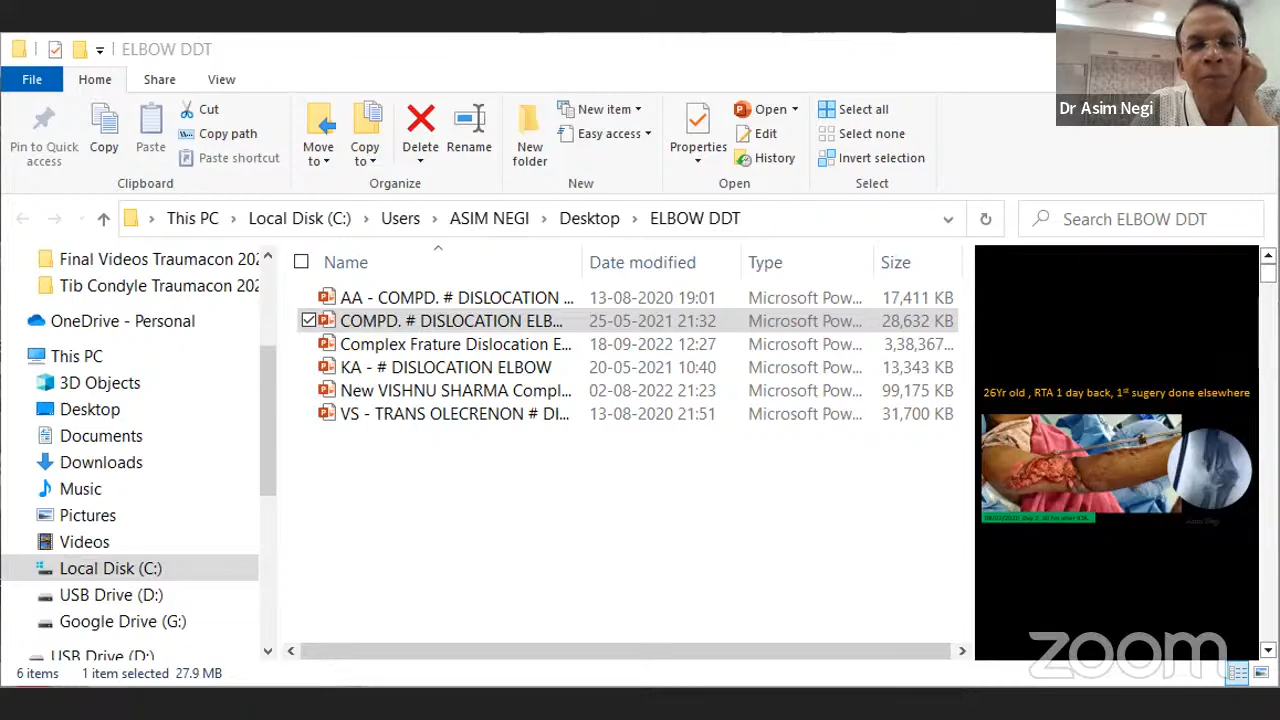 ELBOW DDT
File Home Share View
Pin to Quick access
Copy
Paste
Cut
Copy path
Paste shortcut
Clipboard
Move to
Copy to
Delete
Rename
Organize
New folder
New item
Easy access
New
Properties
Open
Edit
History
Open
Select all
Select none
Invert selection
Select
Dr Asim Negi
This PC Local Disk (C:) Users ASIM NEGI Desktop ELBOW DDT
Search ELBOW DDT
Final Videos Traumacon 202
Tib Condyle Traumacon 202
OneDrive - Personal
This PC
3D Objects
Desktop
Documents
Downloads
Music
Pictures
Videos
Local Disk (C:)
USB Drive (D:)
Google Drive (G:)
USB Drive (D:)
Name Date modified Type Size
AA - COMPD. # DISLOCATION ... 13-08-2020 19:01 Microsoft Pow... 17,411 KB
COMPD. # DISLOCATION ELB... 25-05-2021 21:32 Microsoft Pow... 28,632 KB
Complex Frature Dislocation E... 18-09-2022 12:27 Microsoft Pow... 3,38,367...
KA - # DISLOCATION ELBOW 20-05-2021 10:40 Microsoft Pow... 13,343 KB
New VISHNU SHARMA Compl... 02-08-2022 21:23 Microsoft Pow... 99,175 KB
VS - TRANS OLECRENON # DI... 13-08-2020 21:51 Microsoft Pow... 31,700 KB
26Yr old , RTA 1 day back, 1st sugery done elsewhere
zoom
6 items 1 item selected 27.9 MB